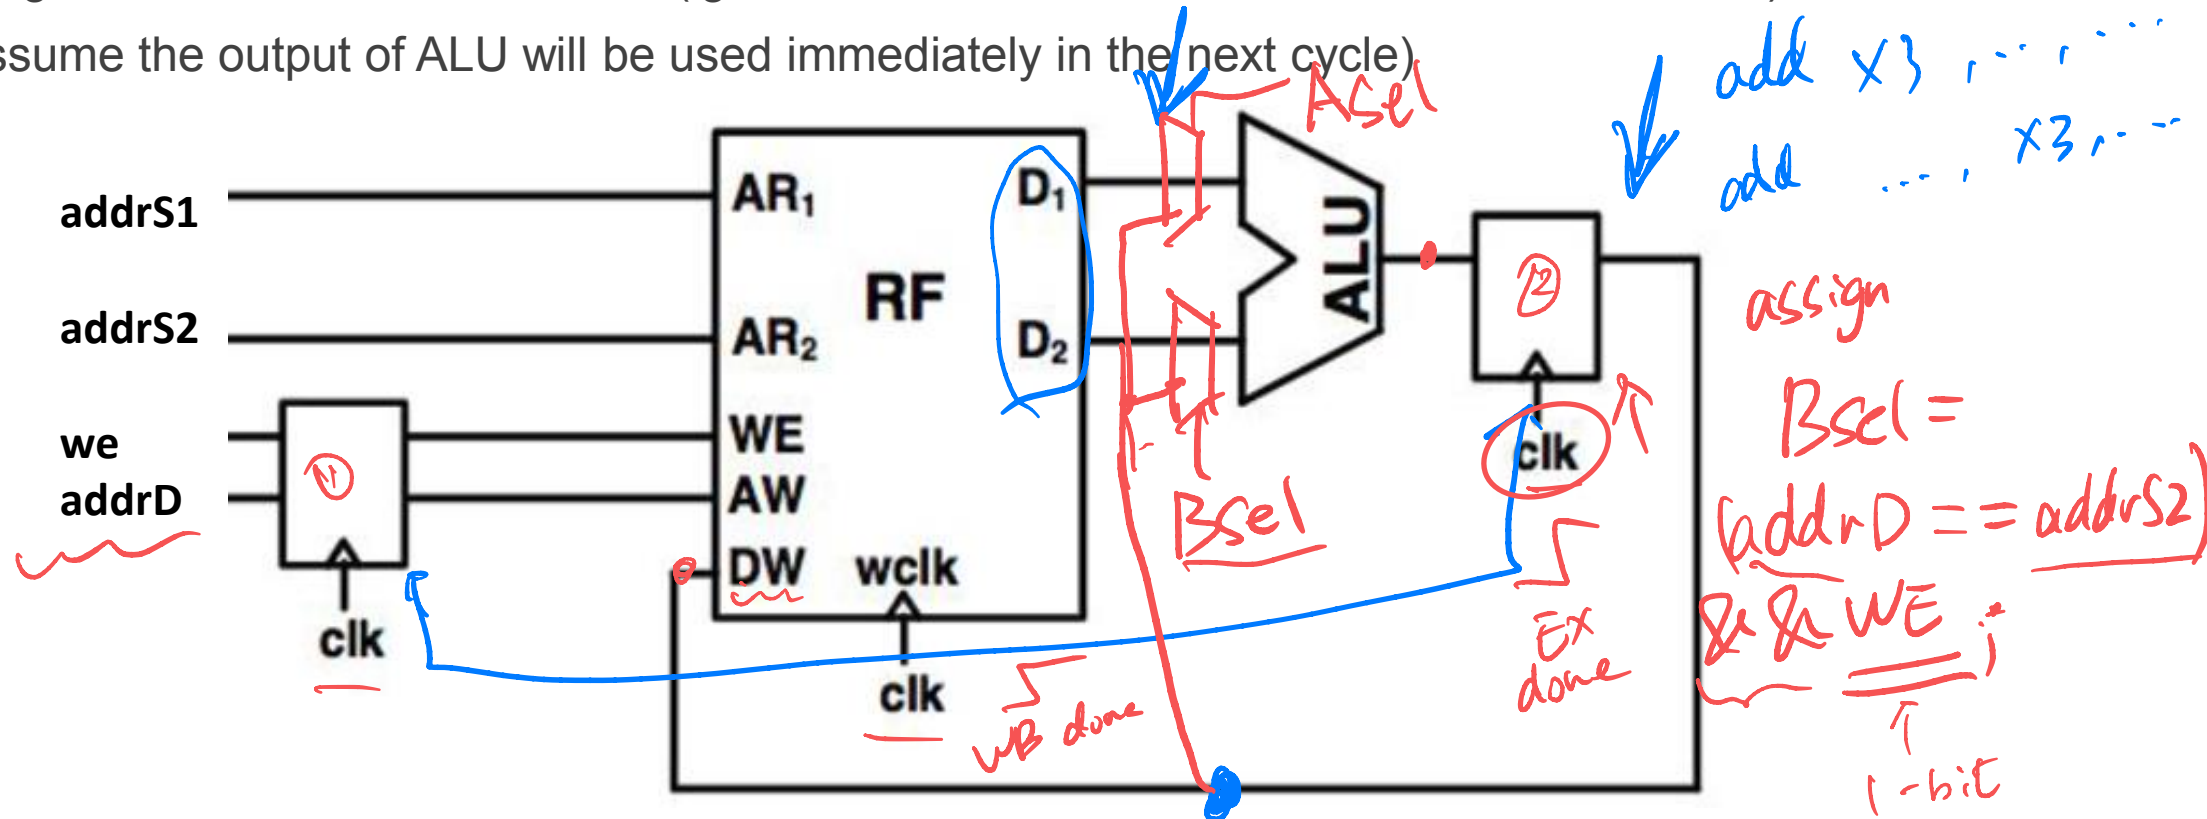 ssume the output of ALU will be used immediately in the next cycle)
add x3, ..., ...
add ..., x3, ...
Asel
addrS1
AR1
D1
RF
ALU
2
assign
addrS2
AR2
D2
Bsel =
we
WE
clk
addrD
1
AW
Bsel
(addrD == addrS2)
DW
wclk
EX
done
&& WE;
clk
clk
WB done
1-bit